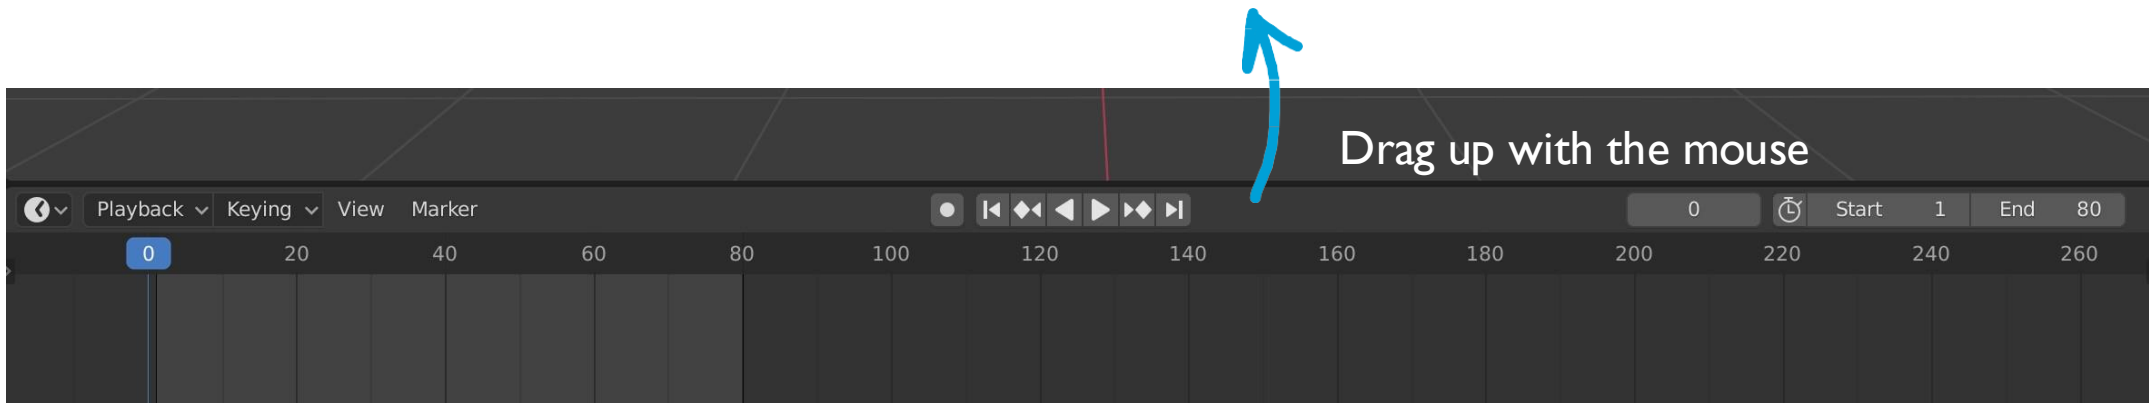 Drag up with the mouse
Playback Keying View Marker 0 Start 1 End 80
0 20 40 60 80 100 120 140 160 180 200 220 240 260